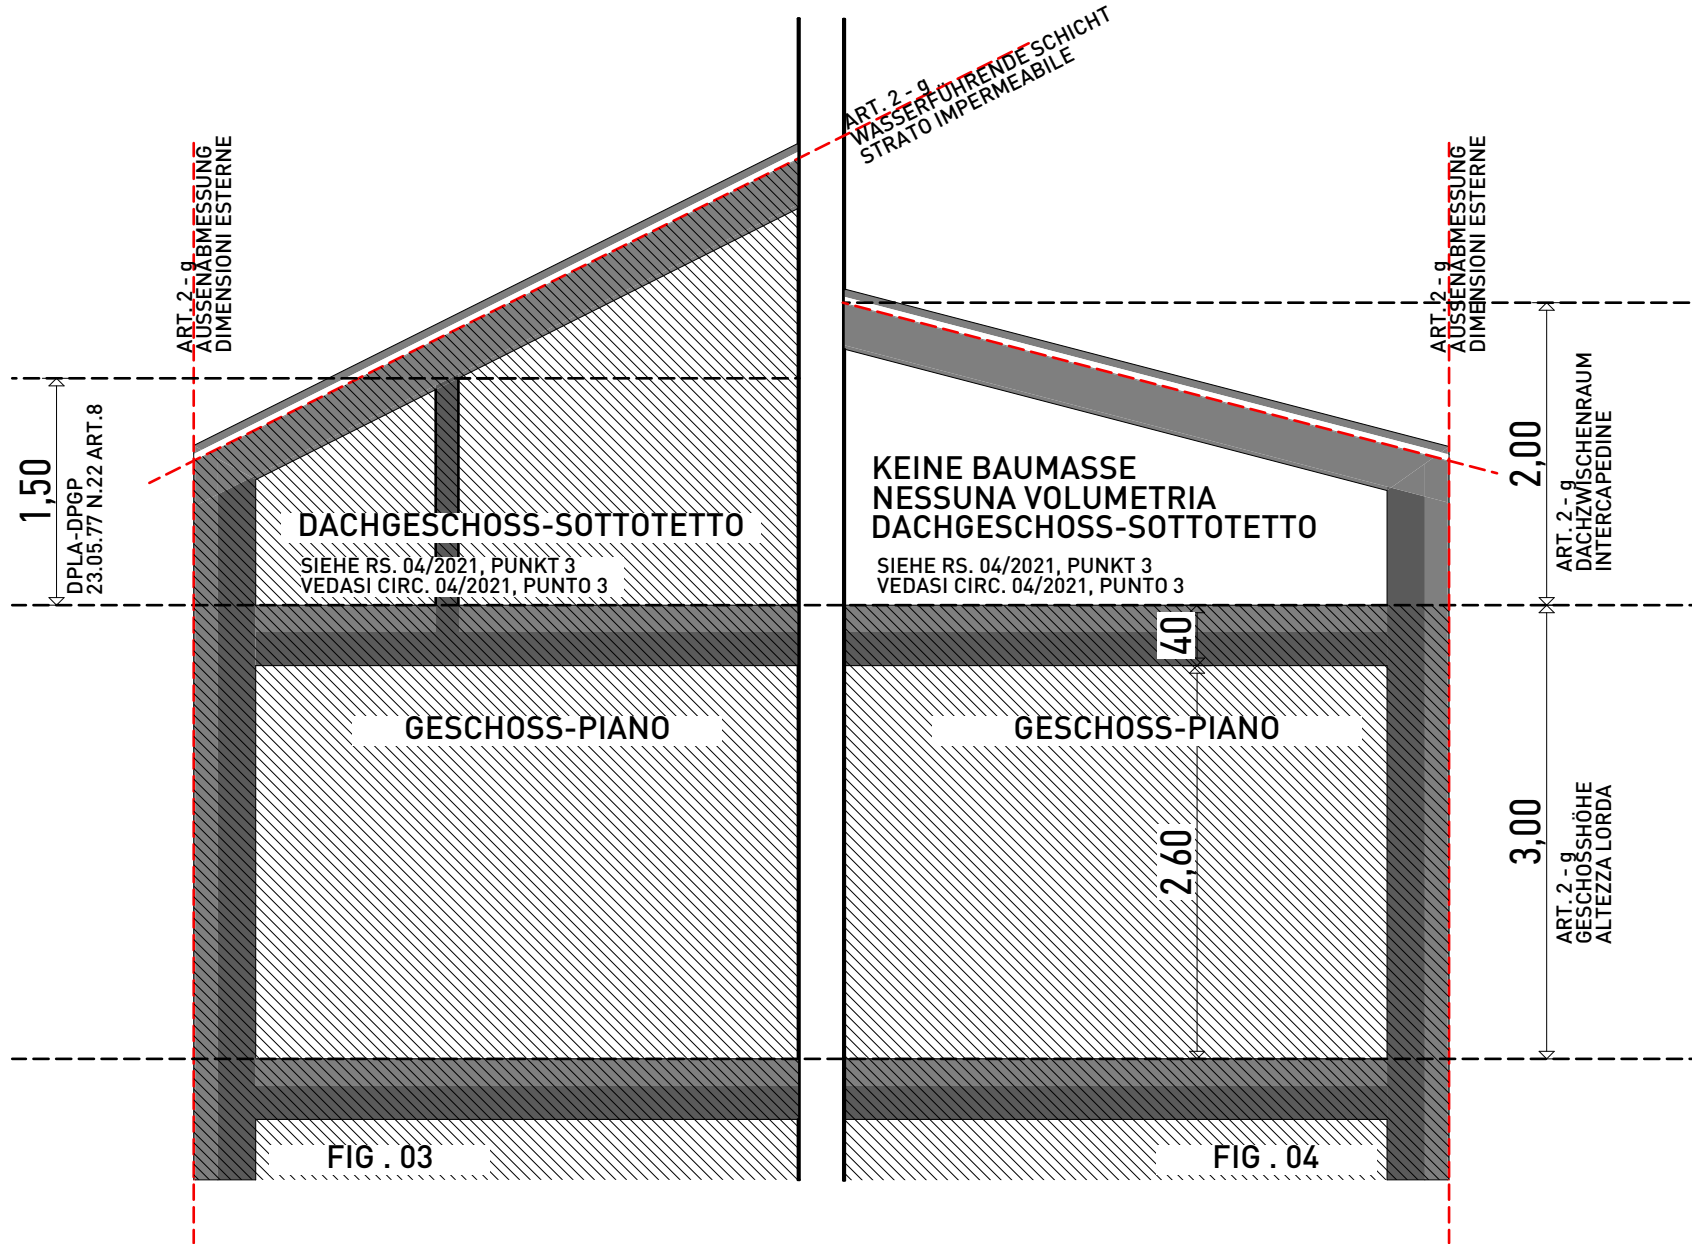 ART. 2 - g
WASSERFÜHRENDE SCHICHT
STRATO IMPERMEABILE
ART. 2 - g
AUSSENABMESSUNG
DIMENSIONI ESTERNE
ART. 2 - g
AUSSENABMESSUNG
DIMENSIONI ESTERNE
1,50
DPLA-DPGP
23.05.77 N.22 ART.8
DACHGESCHOSS-SOTTOTETTO
SIEHE RS. 04/2021, PUNKT 3
VEDASI CIRC. 04/2021, PUNTO 3
KEINE BAUMASSE
NESSUNA VOLUMETRIA
DACHGESCHOSS-SOTTOTETTO
SIEHE RS. 04/2021, PUNKT 3
VEDASI CIRC. 04/2021, PUNTO 3
2,00
ART. 2 - g
DACHZWISCHENRAUM
INTERCAPEDINE
40
GESCHOSS-PIANO
GESCHOSS-PIANO
2,60
3,00
ART. 2 - g
GESCHOSSHÖHE
ALTEZZA LORDA
FIG . 03
FIG . 04